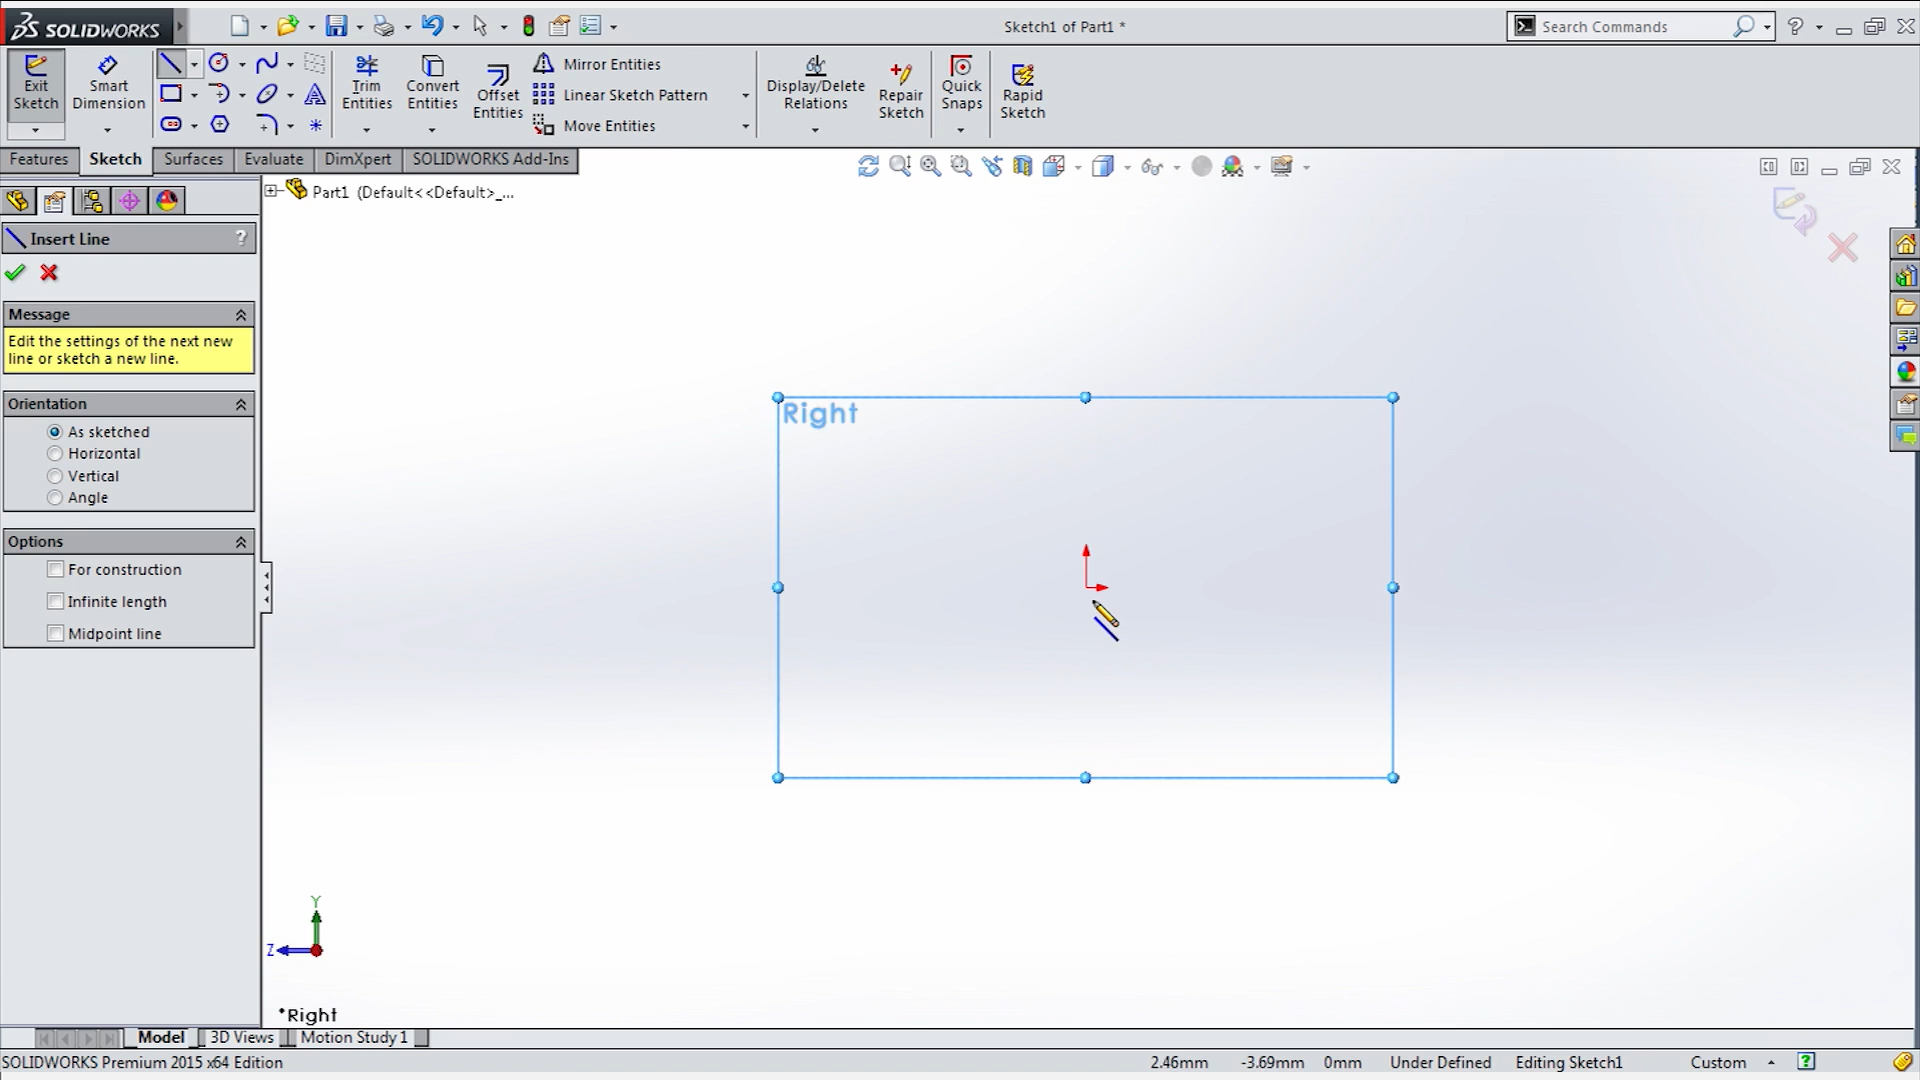 SOLIDWORKS
Sketch1 of Part1 *
Search Commands
Exit Sketch
Smart Dimension
Trim Entities
Convert Entities
Offset Entities
Mirror Entities
Linear Sketch Pattern
Move Entities
Display/Delete Relations
Repair Sketch
Quick Snaps
Rapid Sketch
Features
Sketch
Surfaces
Evaluate
DimXpert
SOLIDWORKS Add-Ins
Part1 (Default<<Default>_...
Insert Line
?
Message
Edit the settings of the next new
line or sketch a new line.
Orientation
As sketched
Horizontal
Vertical
Angle
Options
For construction
Infinite length
Midpoint line
Right
Y
Z
*Right
Model
3D Views
Motion Study 1
SOLIDWORKS Premium 2015 x64 Edition
2.46mm
-3.69mm
0mm
Under Defined
Editing Sketch1
Custom
?